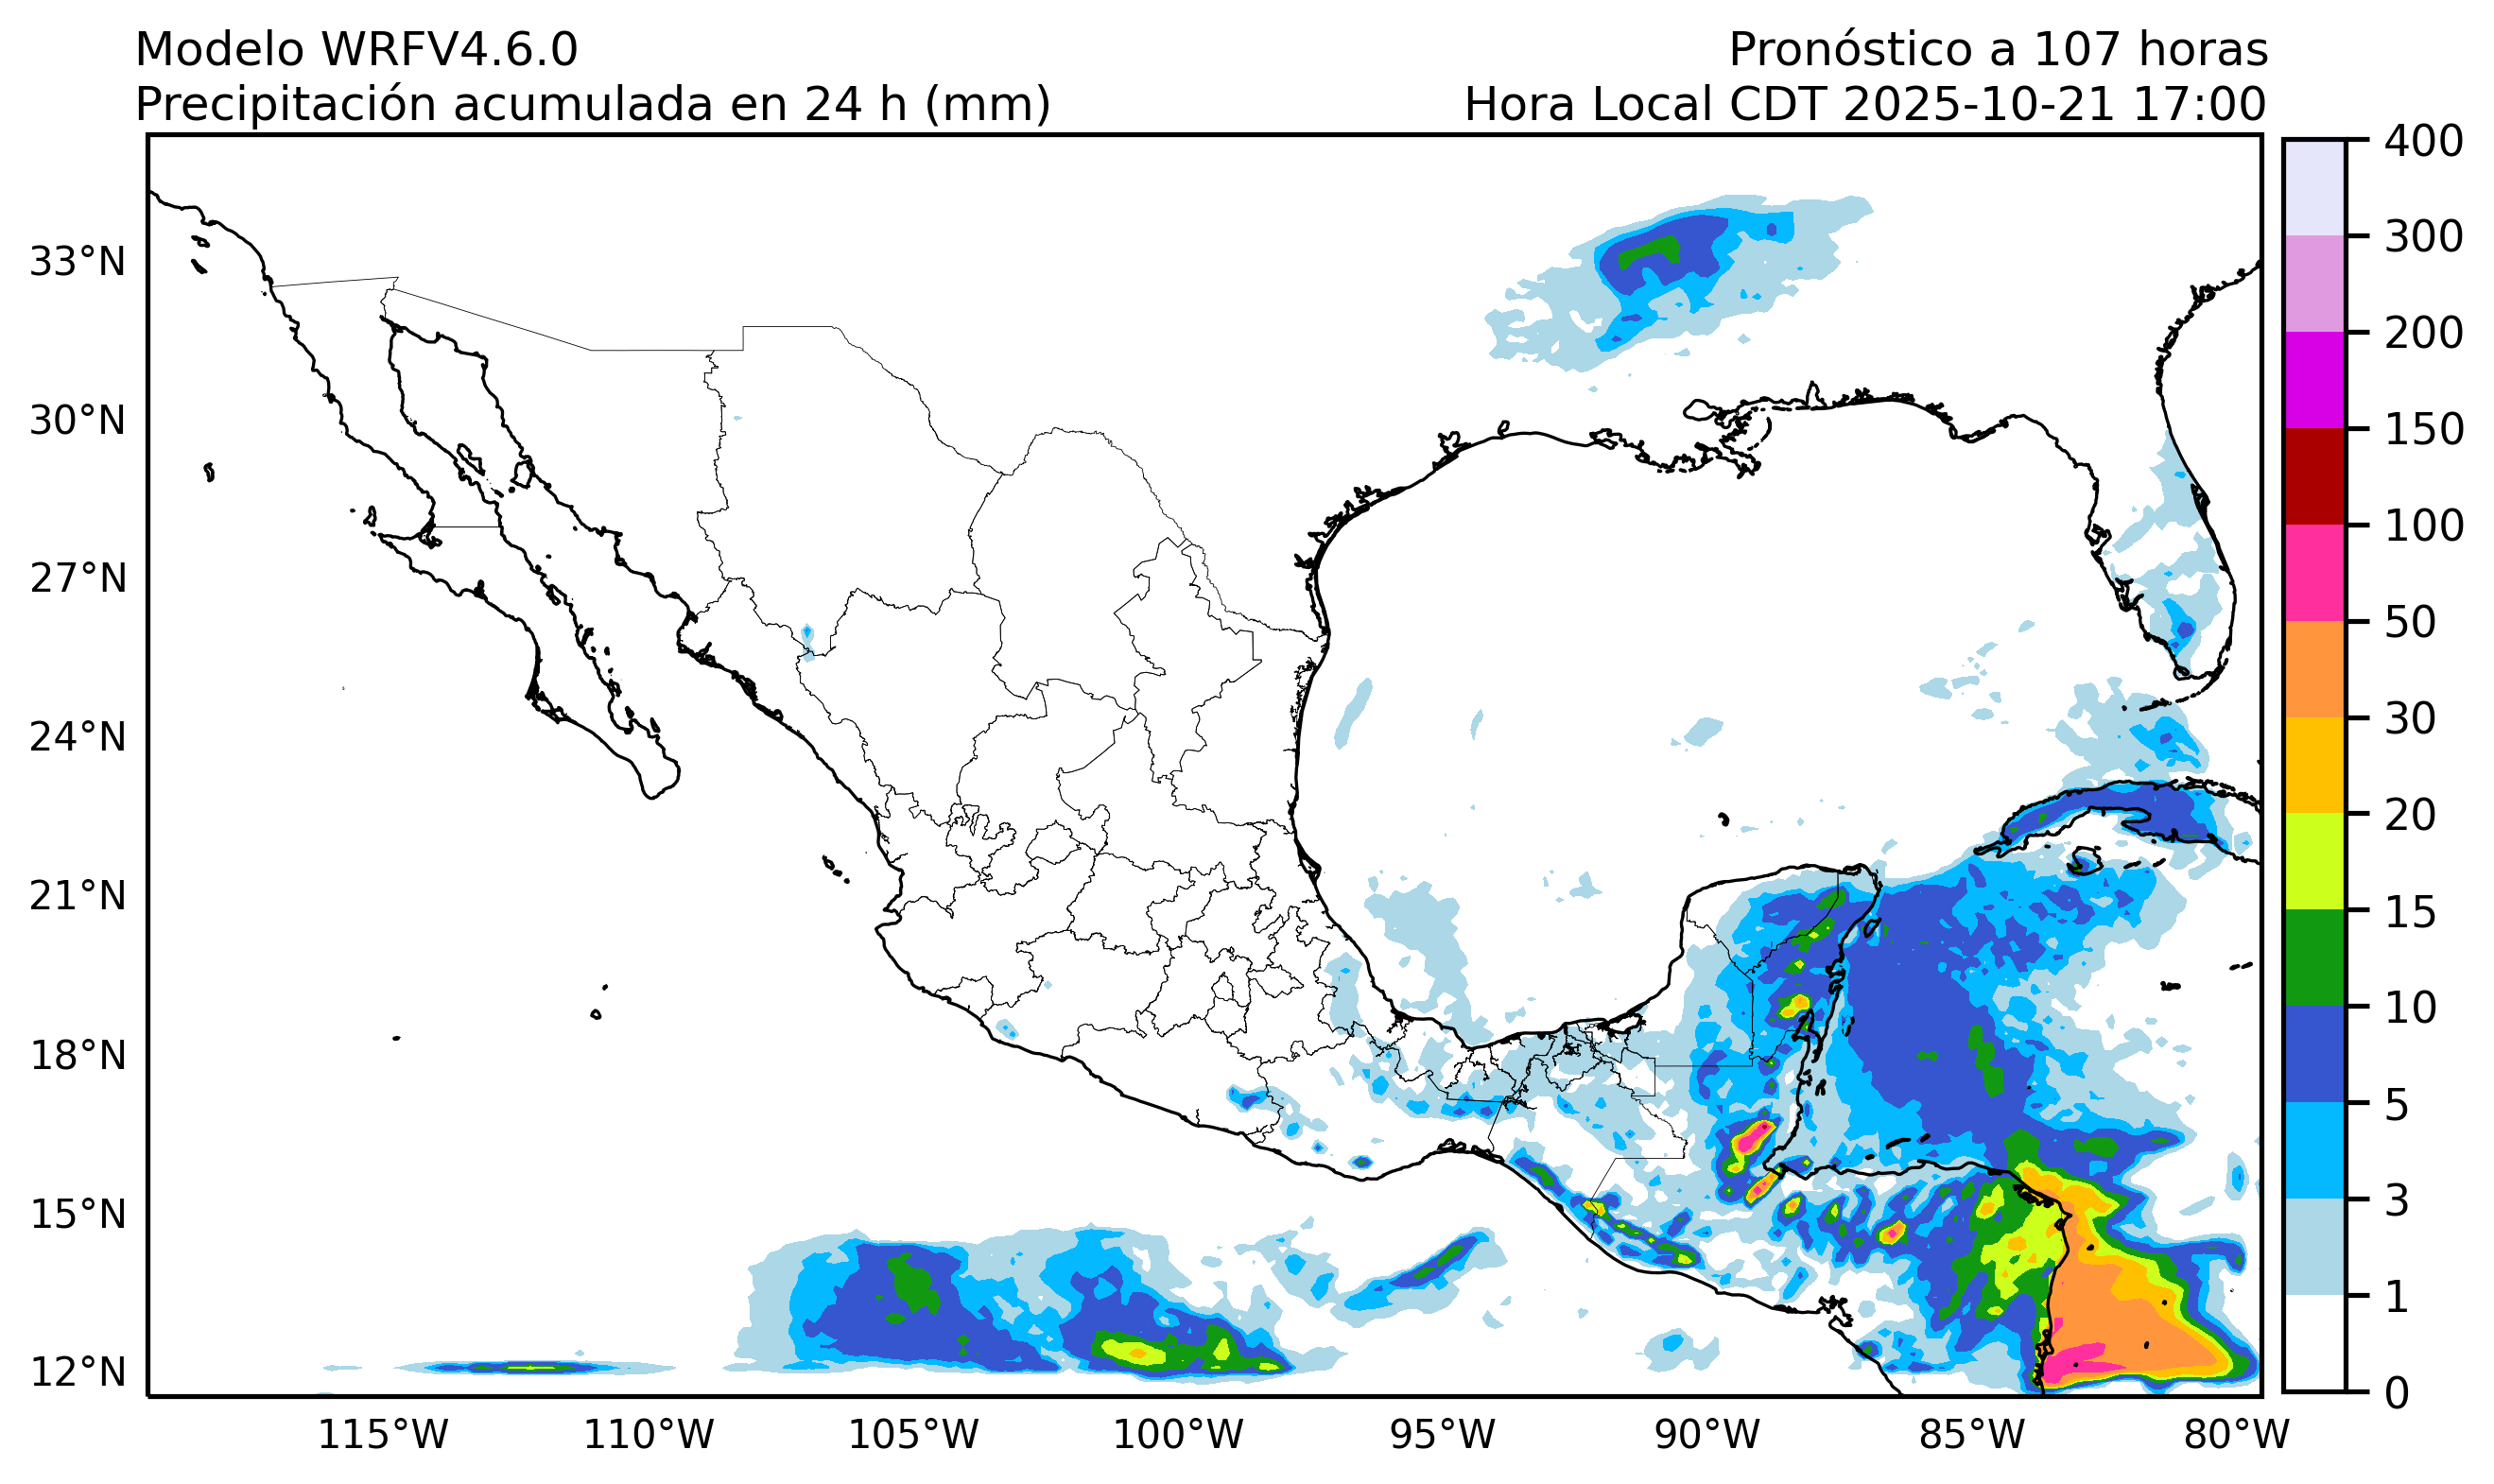 Modelo WRFV4.6.0
Pronóstico a 107 horas
Precipitación acumulada en 24 h (mm)
Hora Local CDT 2025-10-21 17:00
33°N
30°N
27°N
24°N
21°N
18°N
15°N
12°N
115°W
110°W
105°W
100°W
95°W
90°W
85°W
80°W
400
300
200
150
100
50
30
20
15
10
5
3
1
0